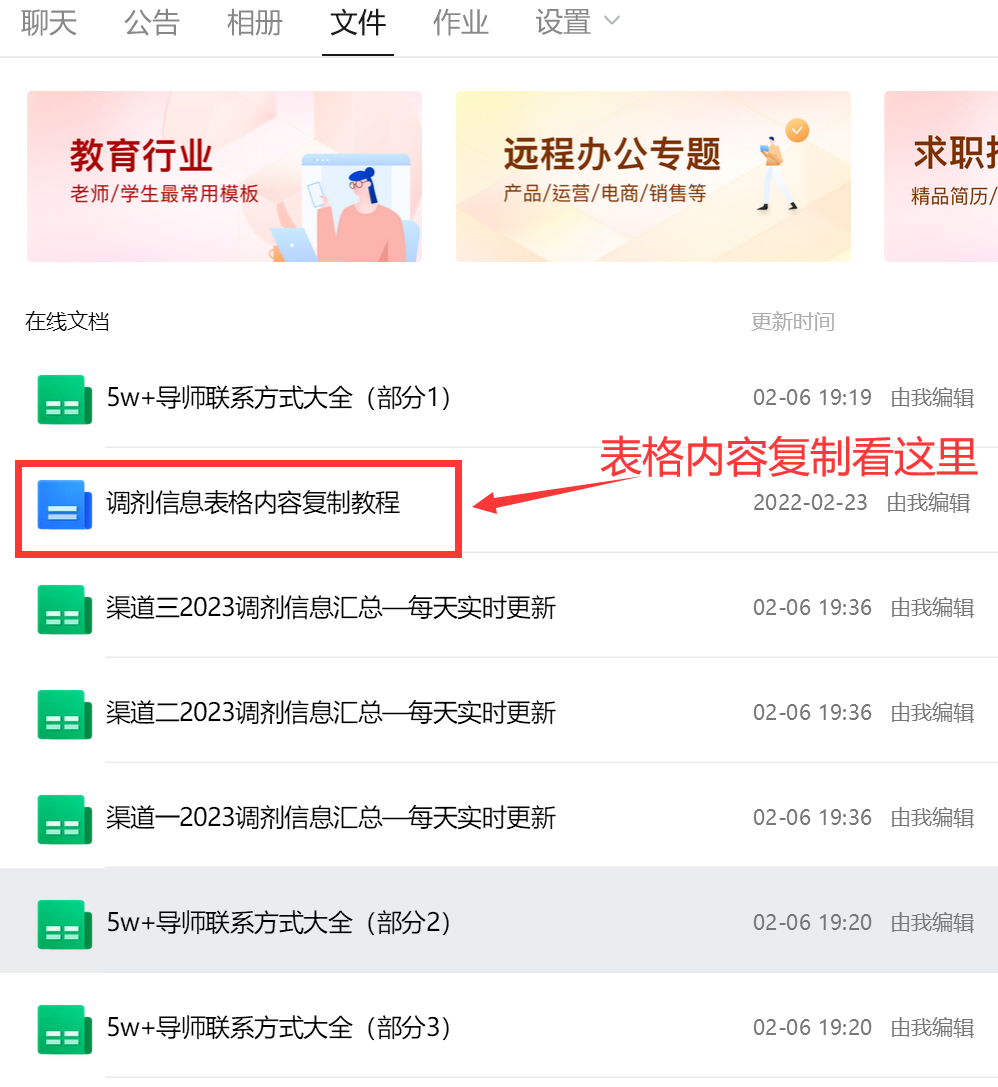 聊天 公告 相册 文件 作业 设置
教育行业
老师/学生最常用模板
远程办公专题
产品/运营/电商/销售等
求职
精品简历/
在线文档 更新时间
5w+导师联系方式大全（部分1） 02-06 19:19 由我编辑
表格内容复制看这里
调剂信息表格内容复制教程 2022-02-23 由我编辑
渠道三2023调剂信息汇总—每天实时更新 02-06 19:36 由我编辑
渠道二2023调剂信息汇总—每天实时更新 02-06 19:36 由我编辑
渠道一2023调剂信息汇总—每天实时更新 02-06 19:36 由我编辑
5w+导师联系方式大全（部分2） 02-06 19:20 由我编辑
5w+导师联系方式大全（部分3） 02-06 19:20 由我编辑